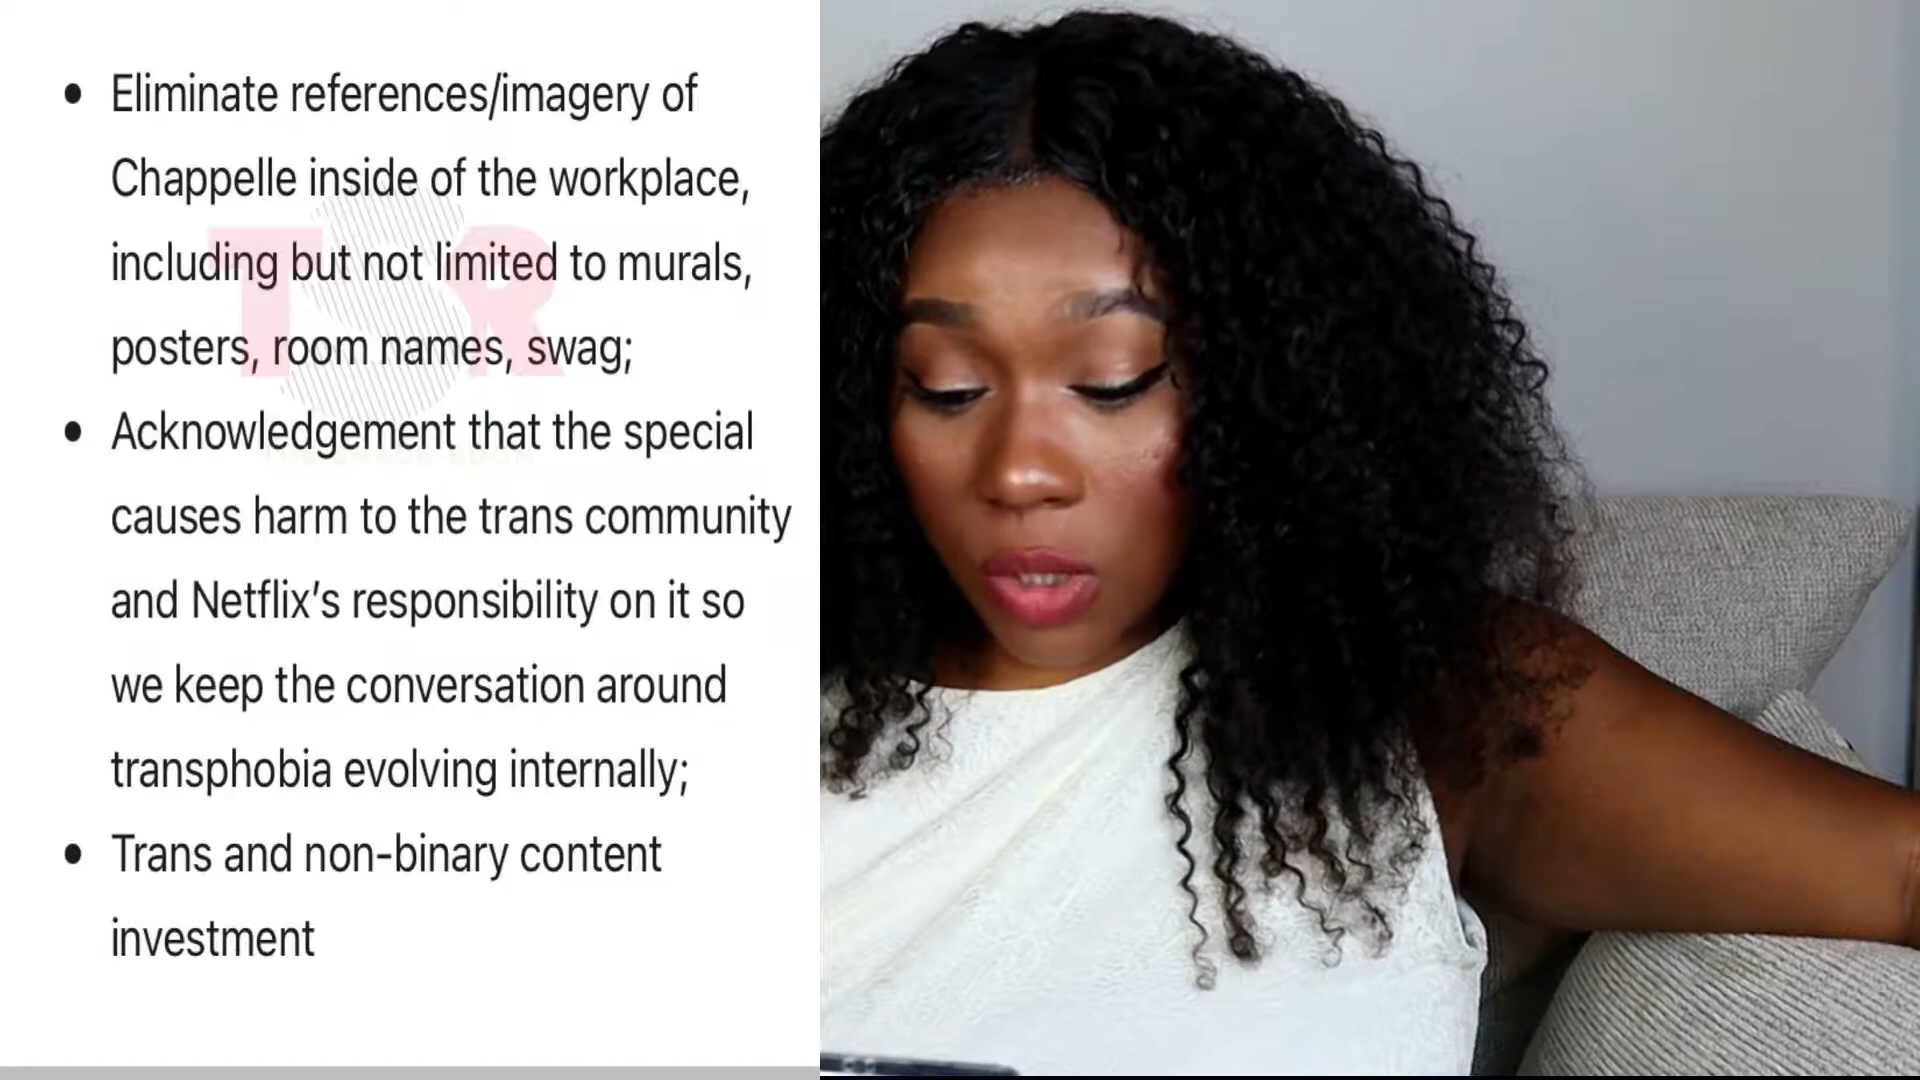 • Eliminate references/imagery of
Chappelle inside of the workplace,
including but not limited to murals,
posters, room names, swag;
• Acknowledgement that the special
causes harm to the trans community
and Netflix’s responsibility on it so
we keep the conversation around
transphobia evolving internally;
• Trans and non-binary content
investment
TSR